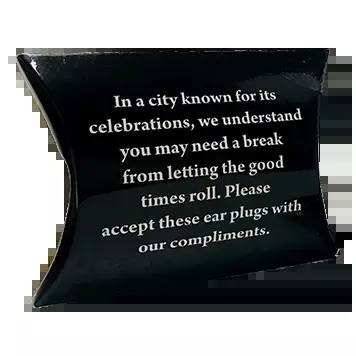 In a city known for its
celebrations, we understand
you may need a break
from letting the good
times roll. Please
accept these ear plugs with
our compliments.